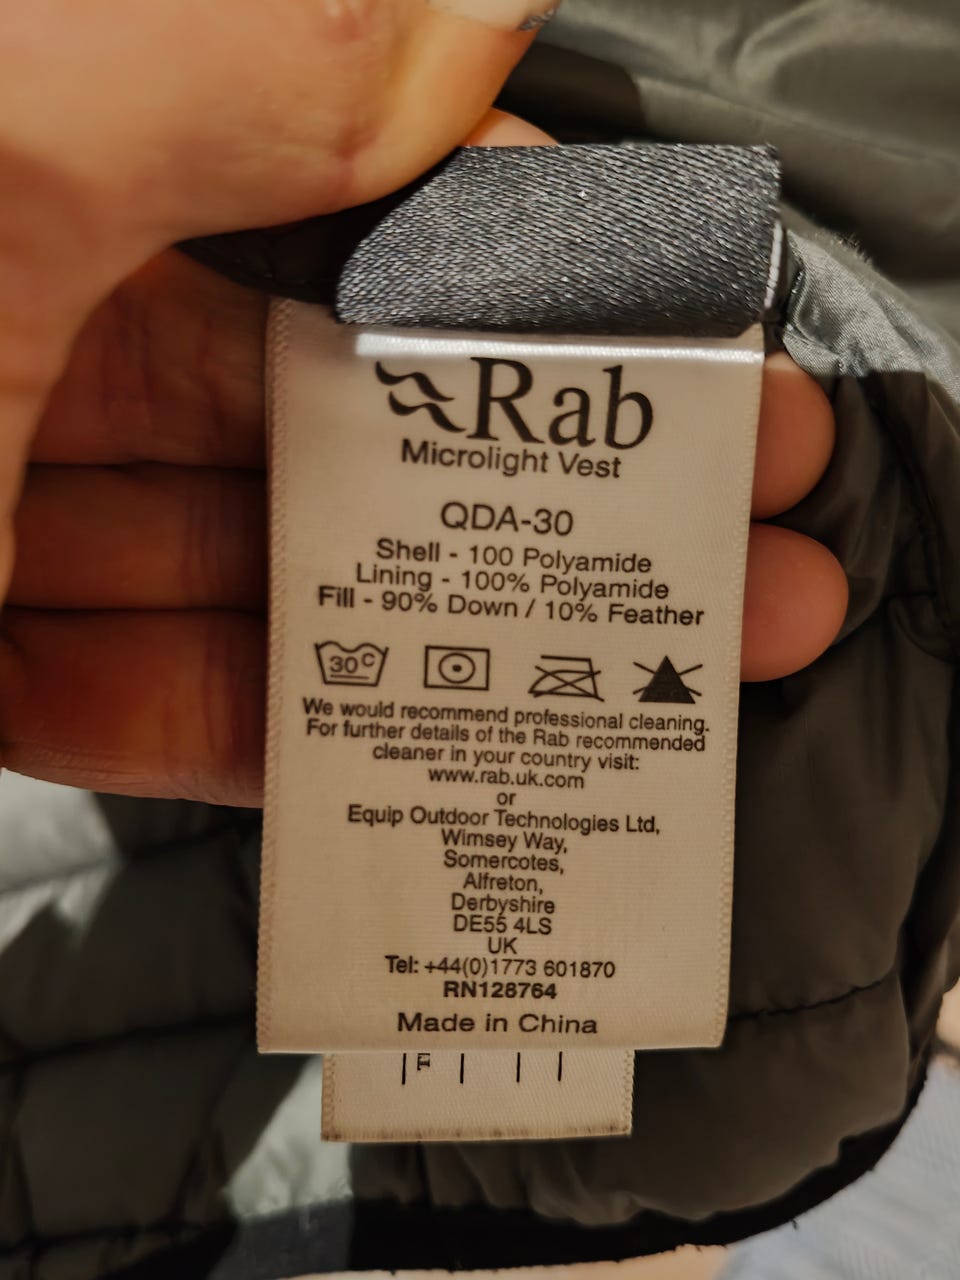 Rab
Microlight Vest
QDA-30
Shell - 100 Polyamide
Lining - 100% Polyamide
Fill - 90% Down / 10% Feather
30°C
We would recommend professional cleaning.
For further details of the Rab recommended
cleaner in your country visit:
www.rab.uk.com
or
Equip Outdoor Technologies Ltd,
Wimsey Way,
Somercotes,
Alfreton,
Derbyshire
DE55 4LS
UK
Tel: +44(0)1773 601870
RN128764
Made in China